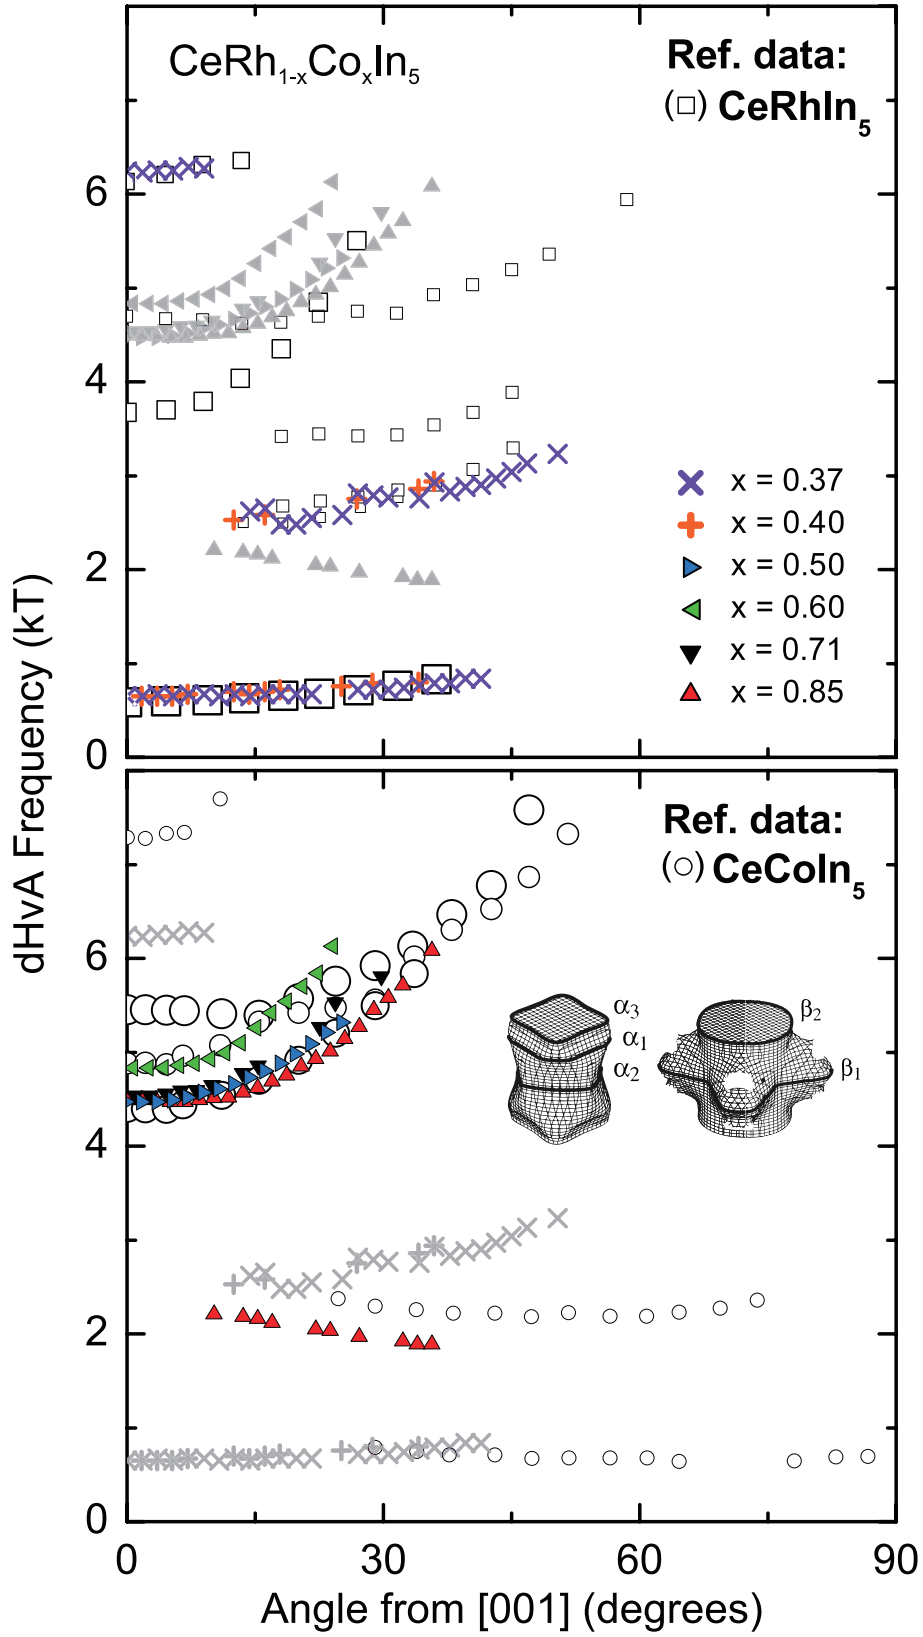 CeRh1-xCoxIn5
Ref. data:
(□) CeRhIn5
6
4
2
0
x = 0.37
x = 0.40
x = 0.50
x = 0.60
x = 0.71
x = 0.85
dHvA Frequency (kT)
Ref. data:
(○) CeCoIn5
6
4
2
0
α3
α1
α2
β2
β1
0
30
60
90
Angle from [001] (degrees)